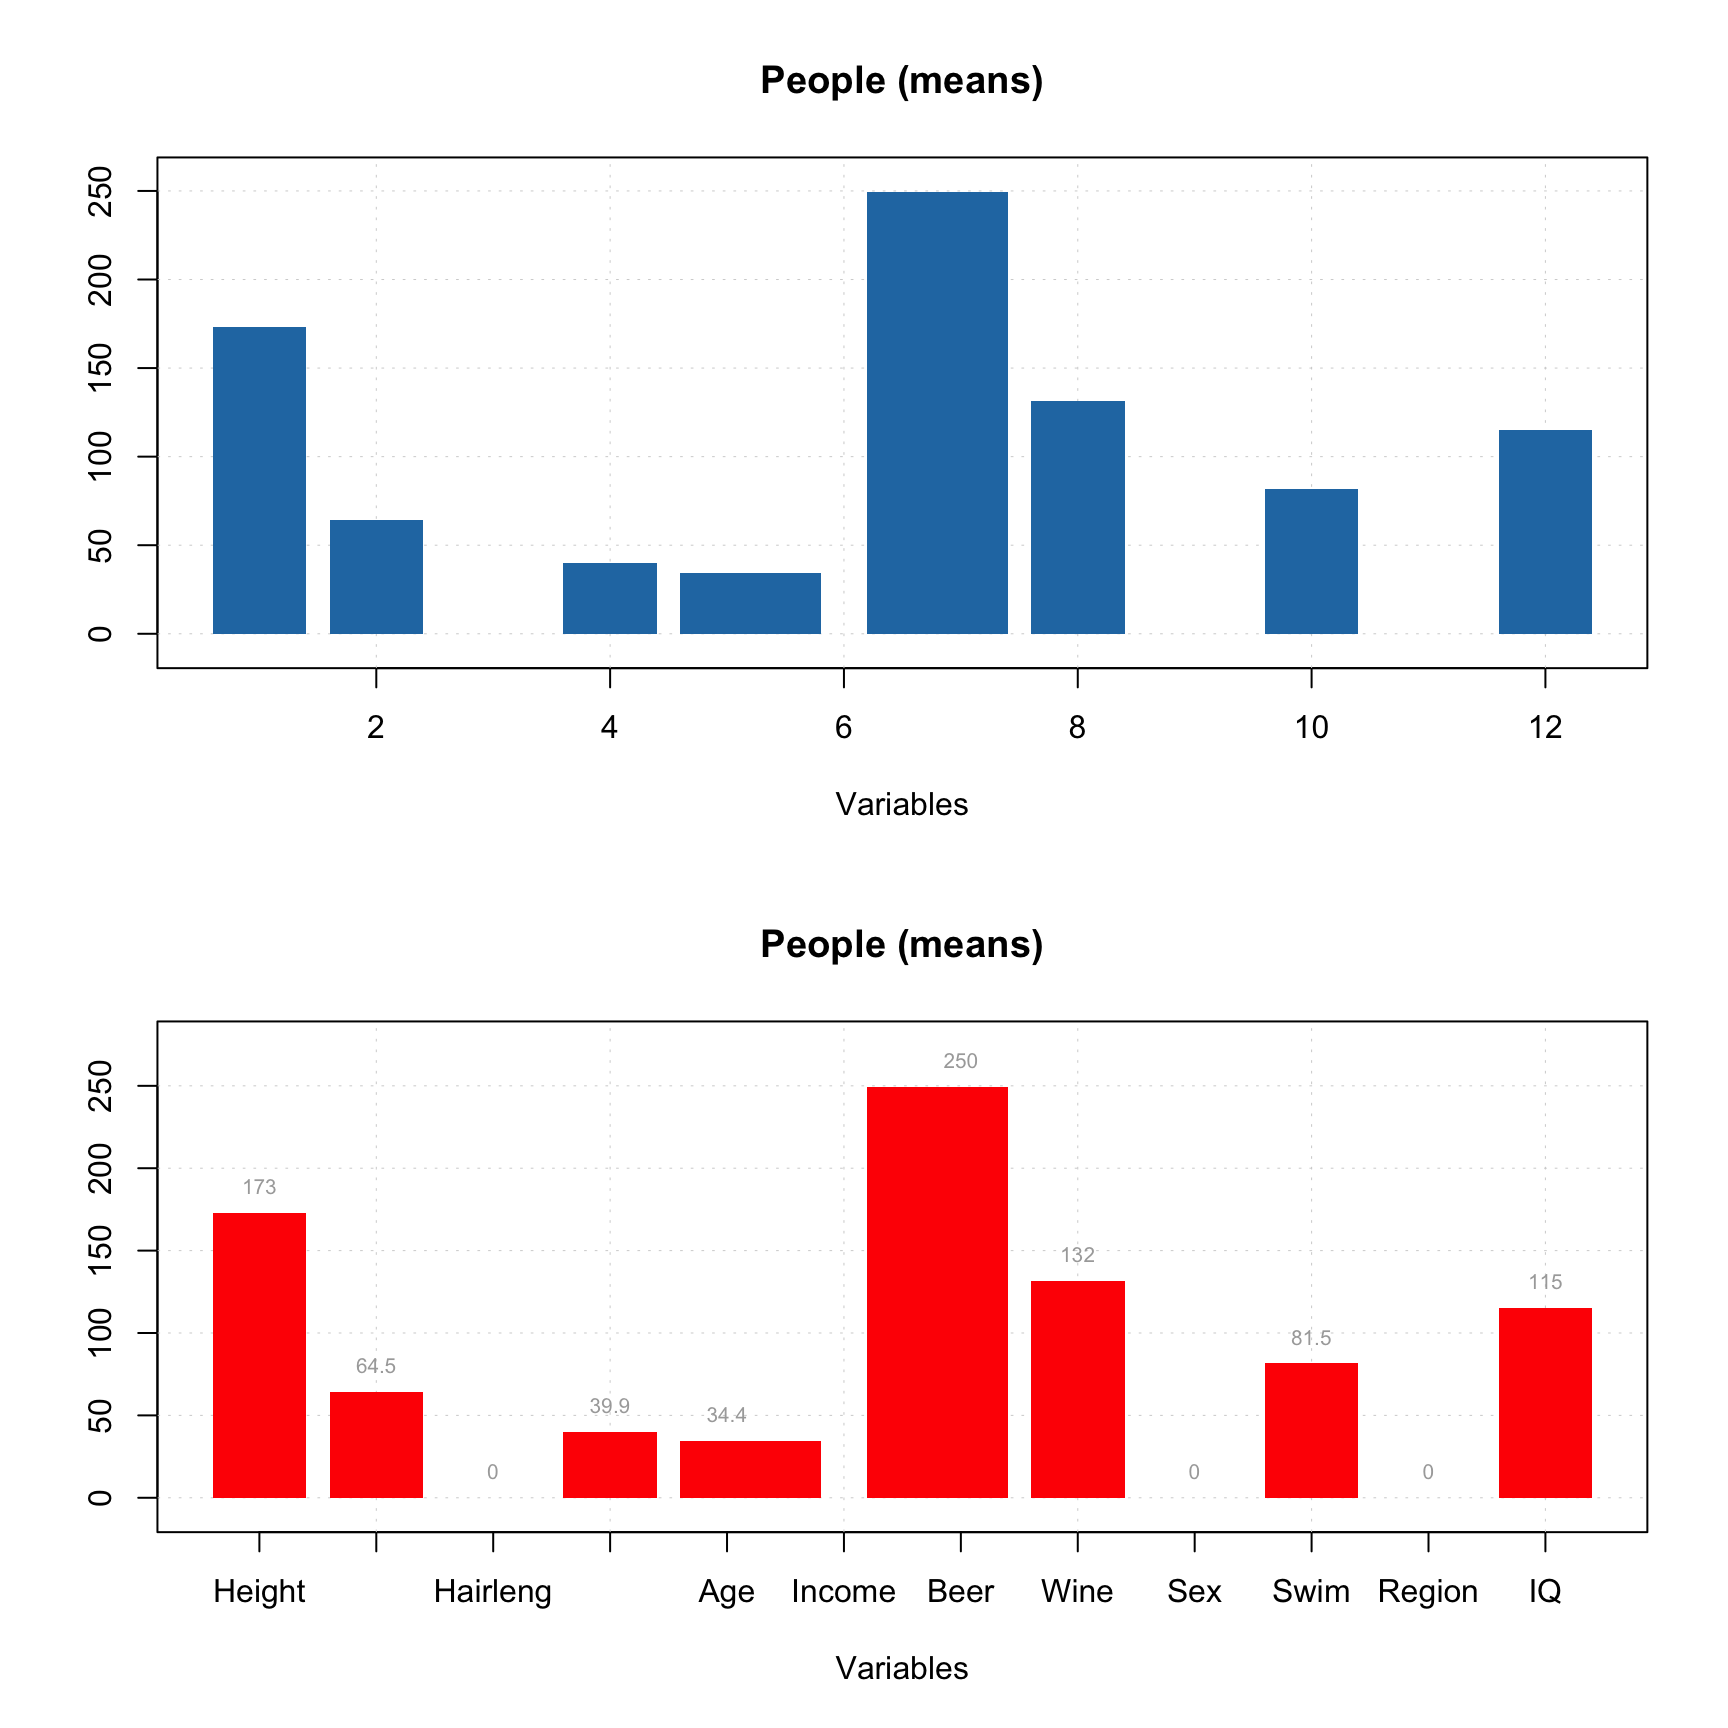 People (means)
250
200
150
100
50
0
2 4 6 8 10 12
Variables
People (means)
250
200
150
100
50
0
173 64.5 0 39.9 34.4 250 132 0 81.5 0 115
Height Hairleng Age Income Beer Wine Sex Swim Region IQ
Variables